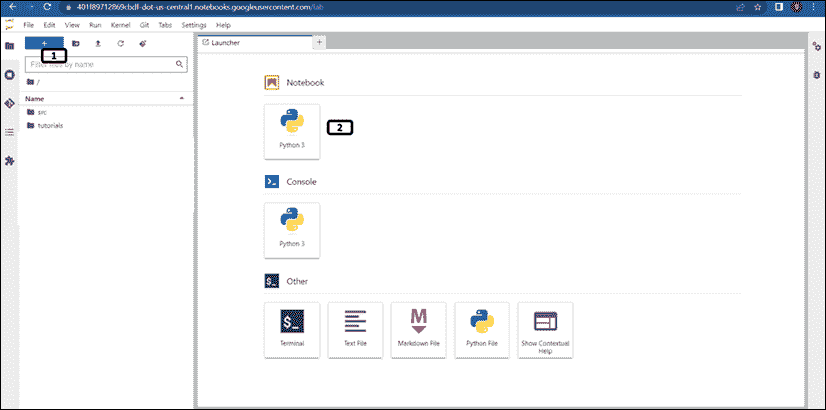 401f89712869cbdf-dot-us-central1.notebooks.googleusercontent.com/lab
File Edit View Run Kernel Git Tabs Settings Help
+
1
Launcher
+
Filter files by name
/
Name
src
tutorials
Notebook
Python 3
2
Console
Python 3
Other
$_
M
Terminal
Text File
Markdown File
Python File
Show Contextual
Help